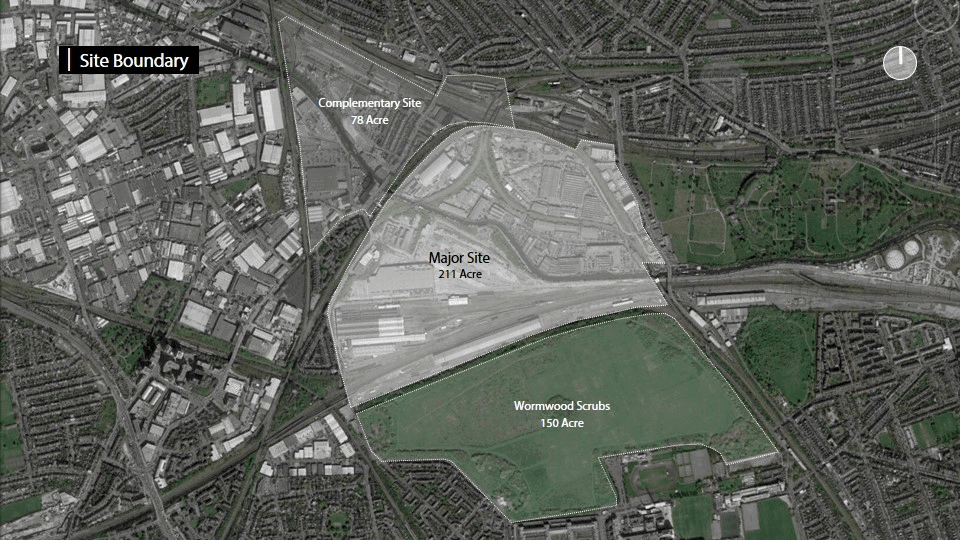 Site Boundary
Complementary Site
78 Acre
Major Site
211 Acre
Wormwood Scrubs
150 Acre